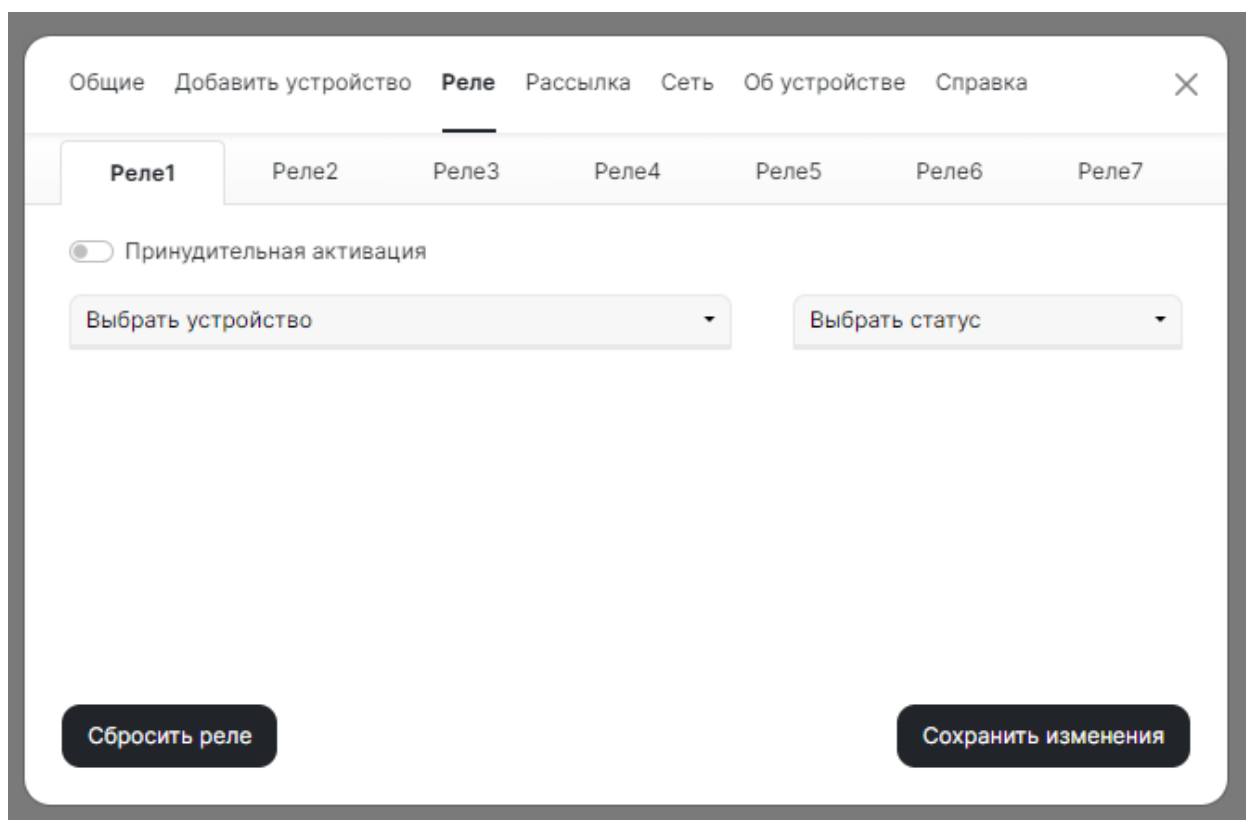 Общие Добавить устройство Реле Рассылка Сеть Об устройстве Справка
Реле1 Реле2 Реле3 Реле4 Реле5 Реле6 Реле7
Принудительная активация
Выбрать устройство Выбрать статус
Сбросить реле Сохранить изменения